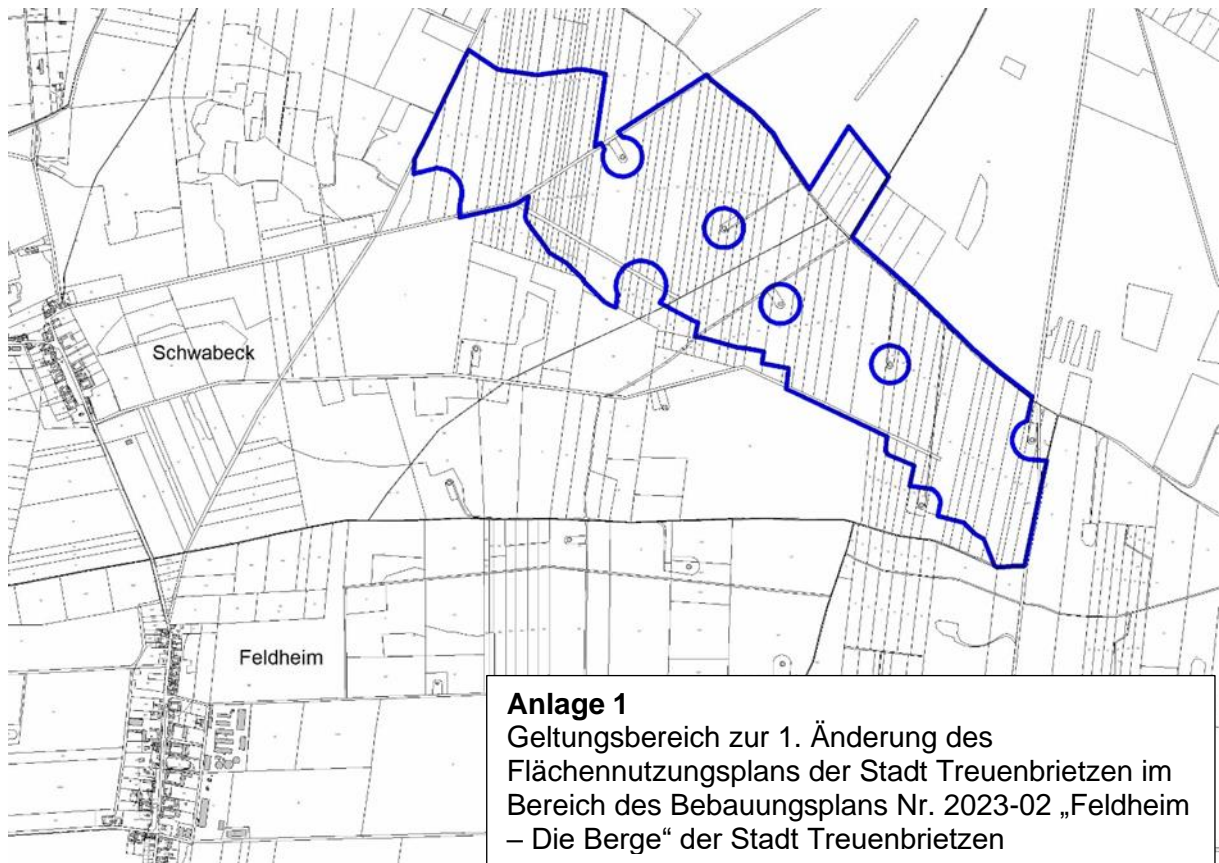 Schwabeck
Feldheim
Anlage 1
Geltungsbereich zur 1. Änderung des
Flächennutzungsplans der Stadt Treuenbrietzen im
Bereich des Bebauungsplans Nr. 2023-02 „Feldheim
– Die Berge“ der Stadt Treuenbrietzen